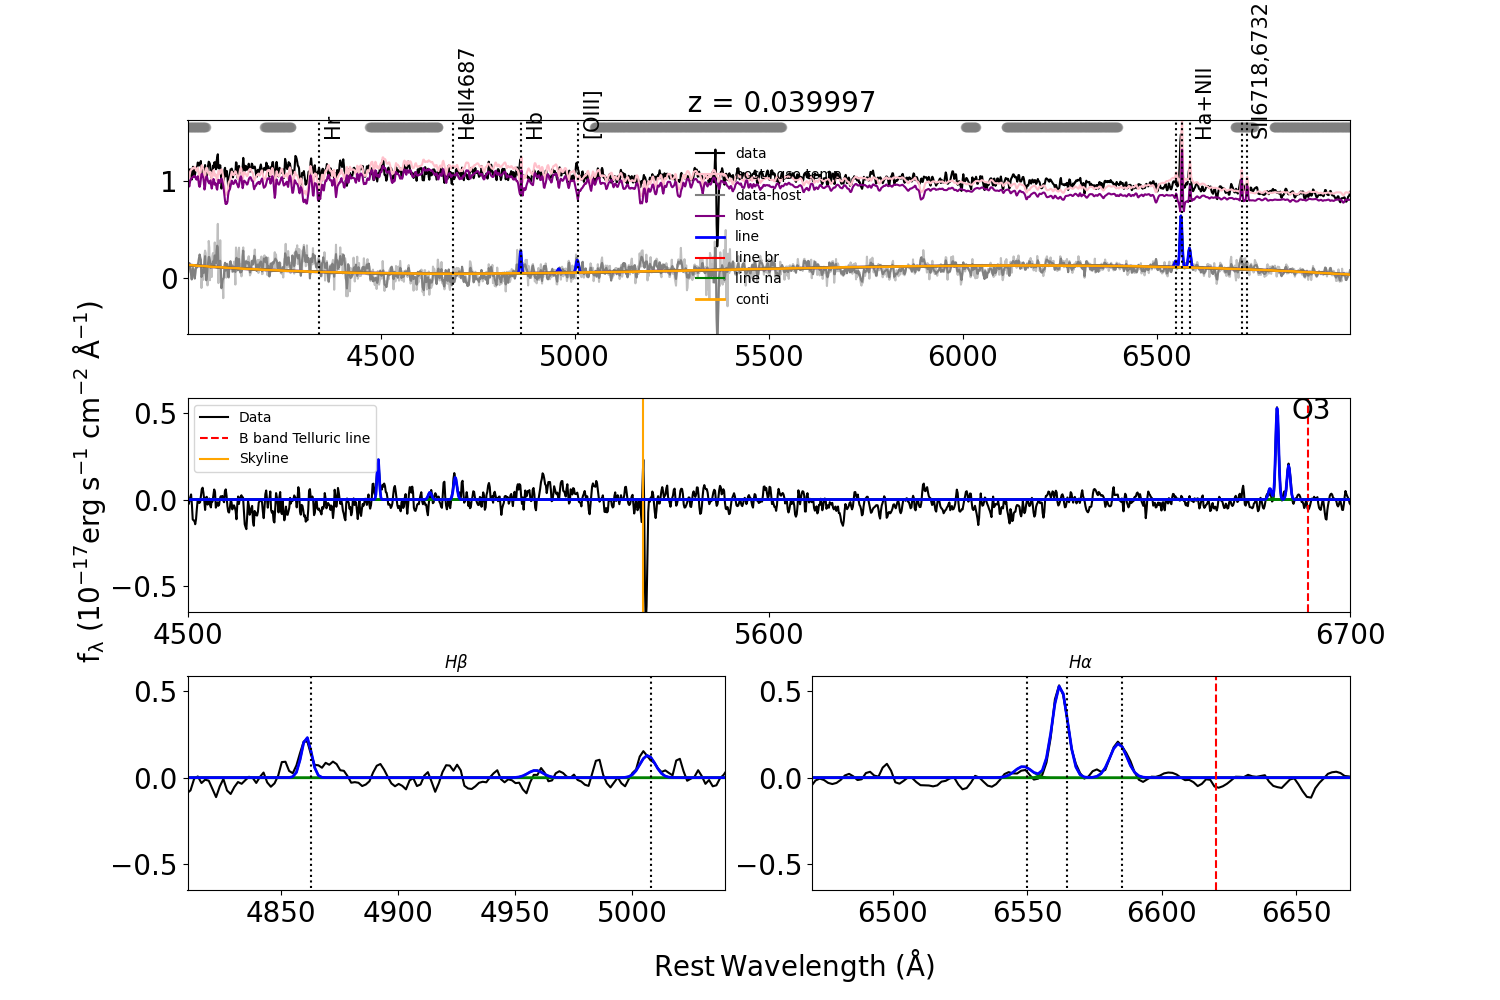 Hr
HeII4687
Hb
[OIII]
Ha+NII
SII6718,6732
z = 0.039997
data
host+qso temp
data-host
host
line
line br
line na
conti
1
0
4500
5000
5500
6000
6500
f_λ (10^{−17} erg s^{−1} cm^{−2} Å^{−1})
Data
B band Telluric line
Skyline
O3
0.5
0.0
−0.5
4500
5600
6700
Hβ
0.5
0.0
−0.5
4850
4900
4950
5000
Hα
0.5
0.0
−0.5
6500
6550
6600
6650
Rest Wavelength (Å)